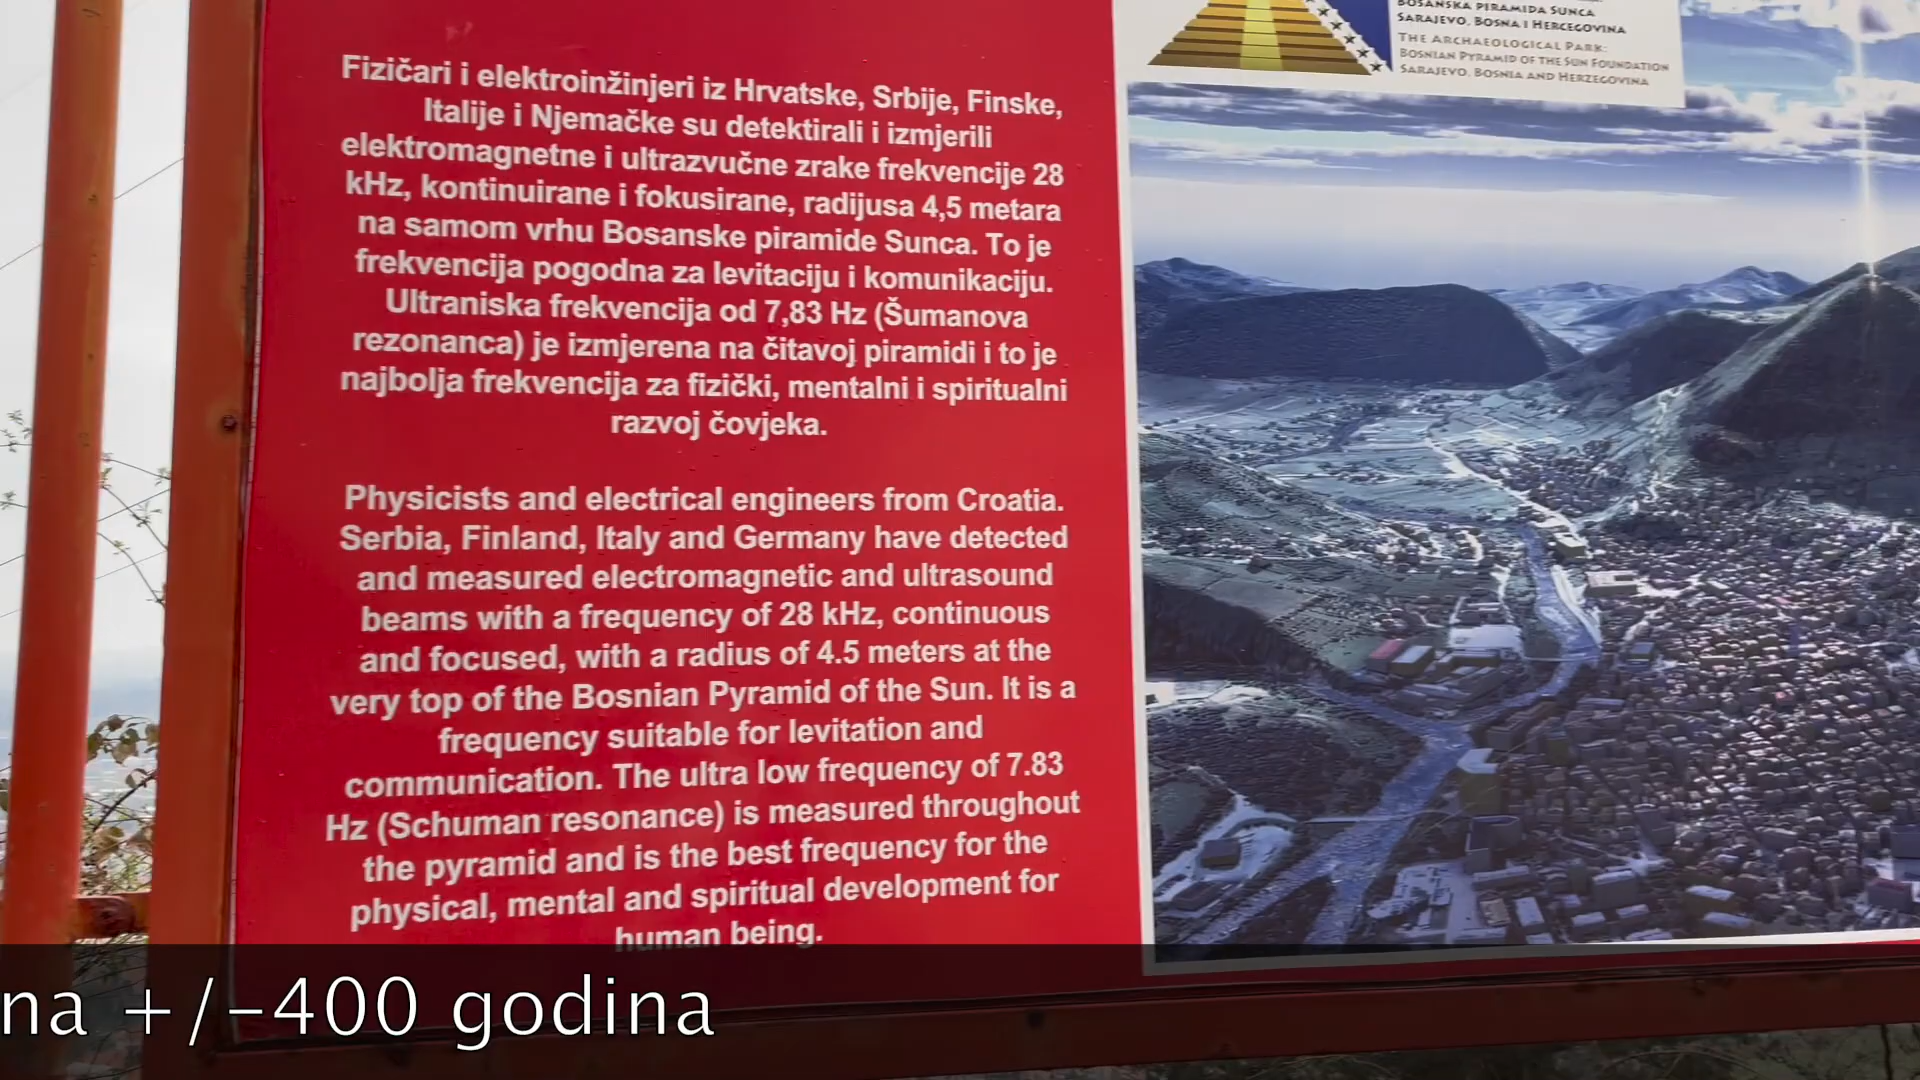 Fizičari i elektroinžinjeri iz Hrvatske, Srbije, Finske,
Italije i Njemačke su detektirali i izmjerili
elektromagnetne i ultrazvučne zrake frekvencije 28
kHz, kontinuirane i fokusirane, radijusa 4,5 metara
na samom vrhu Bosanske piramide Sunca. To je
frekvencija pogodna za levitaciju i komunikaciju.
Ultraniska frekvencija od 7,83 Hz (Šumanova
rezonanca) je izmjerena na čitavoj piramidi i to je
najbolja frekvencija za fizički, mentalni i spiritualni
razvoj čovjeka.
Physicists and electrical engineers from Croatia.
Serbia, Finland, Italy and Germany have detected
and measured electromagnetic and ultrasound
beams with a frequency of 28 kHz, continuous
and focused, with a radius of 4.5 meters at the
very top of the Bosnian Pyramid of the Sun. It is a
frequency suitable for levitation and
communication. The ultra low frequency of 7.83
Hz (Schuman resonance) is measured throughout
the pyramid and is the best frequency for the
physical, mental and spiritual development for
human being.
BOSANSKA PIRAMIDA SUNCA
SARAJEVO, BOSNA I HERCEGOVINA
THE ARCHAEOLOGICAL PARK:
BOSNIAN PYRAMID OF THE SUN FOUNDATION
SARAJEVO, BOSNIA AND HERZEGOVINA
na +/-400 godina